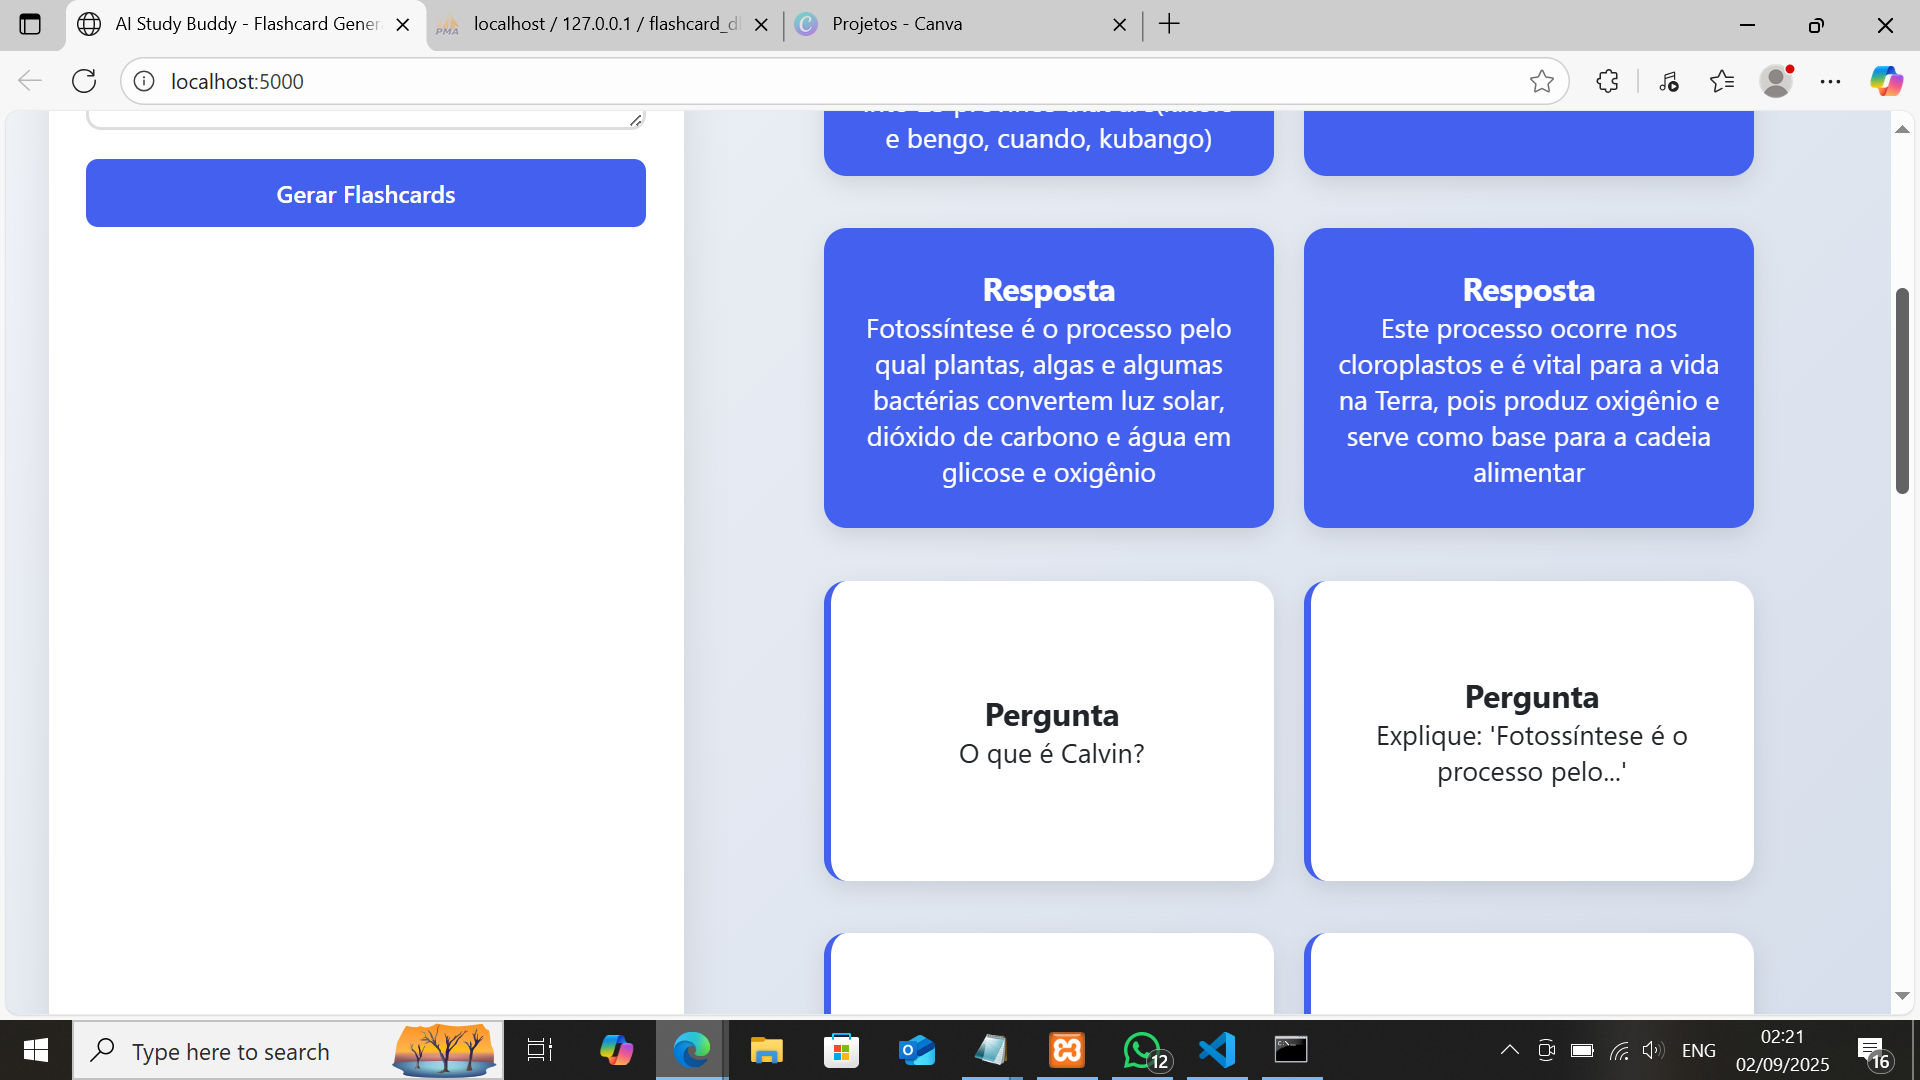 AI Study Buddy - Flashcard Gener
localhost / 127.0.0.1 / flashcard_d
Projetos - Canva
localhost:5000
e bengo, cuando, kubango)
Gerar Flashcards
Resposta
Fotossíntese é o processo pelo
qual plantas, algas e algumas
bactérias convertem luz solar,
dióxido de carbono e água em
glicose e oxigênio
Resposta
Este processo ocorre nos
cloroplastos e é vital para a vida
na Terra, pois produz oxigênio e
serve como base para a cadeia
alimentar
Pergunta
O que é Calvin?
Pergunta
Explique: 'Fotossíntese é o
processo pelo...'
Type here to search
12
ENG
02:21
02/09/2025
16